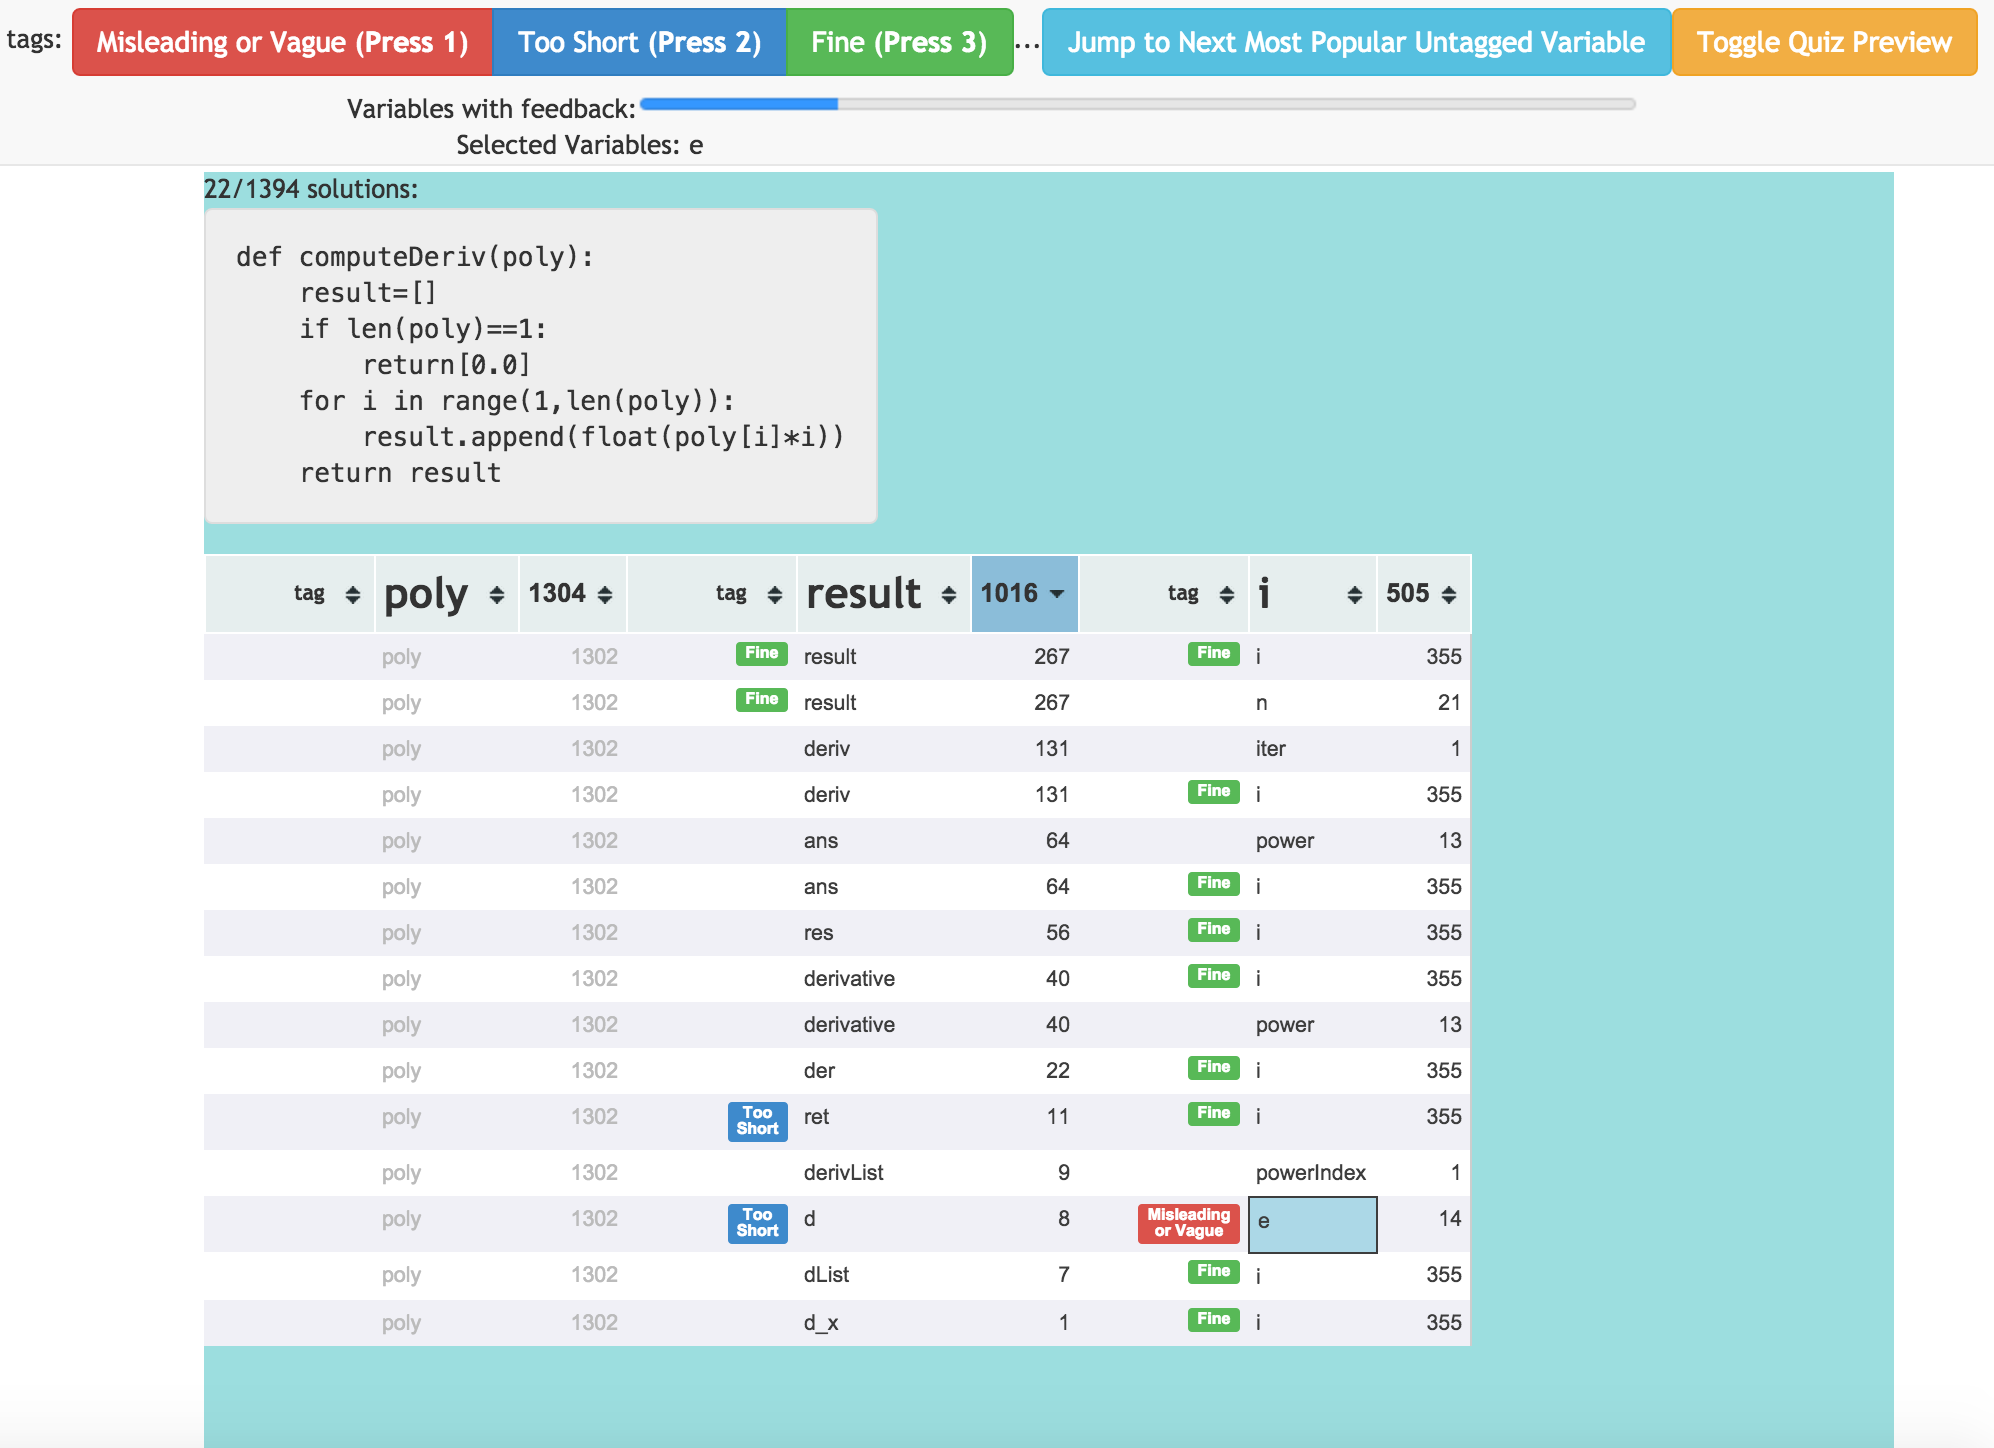 tags: Misleading or Vague (Press 1) Too Short (Press 2) Fine (Press 3) ... Jump to Next Most Popular Untagged Variable Toggle Quiz Preview
Variables with feedback:
Selected Variables: e
22/1394 solutions:
def computeDeriv(poly):
    result=[]
    if len(poly)==1:
        return[0.0]
    for i in range(1,len(poly)):
        result.append(float(poly[i]*i))
    return result
tag poly 1304 tag result 1016 tag i 505
poly 1302 Fine result 267 Fine i 355
poly 1302 Fine result 267 n 21
poly 1302 deriv 131 iter 1
poly 1302 deriv 131 Fine i 355
poly 1302 ans 64 power 13
poly 1302 ans 64 Fine i 355
poly 1302 res 56 Fine i 355
poly 1302 derivative 40 Fine i 355
poly 1302 derivative 40 power 13
poly 1302 der 22 Fine i 355
poly 1302 Too Short ret 11 Fine i 355
poly 1302 derivList 9 powerIndex 1
poly 1302 Too Short d 8 Misleading or Vague e 14
poly 1302 dList 7 Fine i 355
poly 1302 d_x 1 Fine i 355